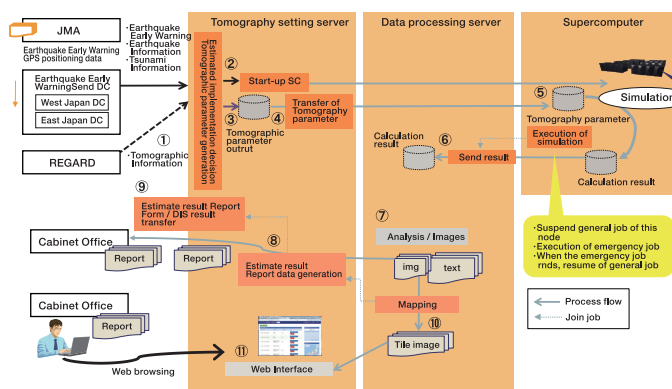 Tomography setting server
Data processing server
Supercomputer
JMA
Earthquake Early Warning
GPS positioning data
·Earthquake
Early Warning
·Earthquake
Information
·Tsunami
Information
Earthquake Early
WarningSend DC
West Japan DC
East Japan DC
REGARD
①
·Tomographic
Information
Estimated implementation decision
Tomographic parameter generation
②
Start-up SC
③
Tomographic
parameter
outrut
④
Transfer of
Tomography
parameter
⑤
Simulation
Tomography parameter
Execution of
simulation
Calculation result
Calculation
result
⑥
Send result
·Suspend general job of this
node
·Execution of emergency job
·When the emergency job
rnds, resume of general job
Process flow
Join job
⑨
Estimate result Report
Form / DIS result
transfer
Cabinet Office
Report
Report
⑧
Estimate result
Report data generation
⑦
Analysis / Images
img
text
Mapping
⑩
Tile image
Cabinet Office
Report
Web browsing
⑪
Web Interface